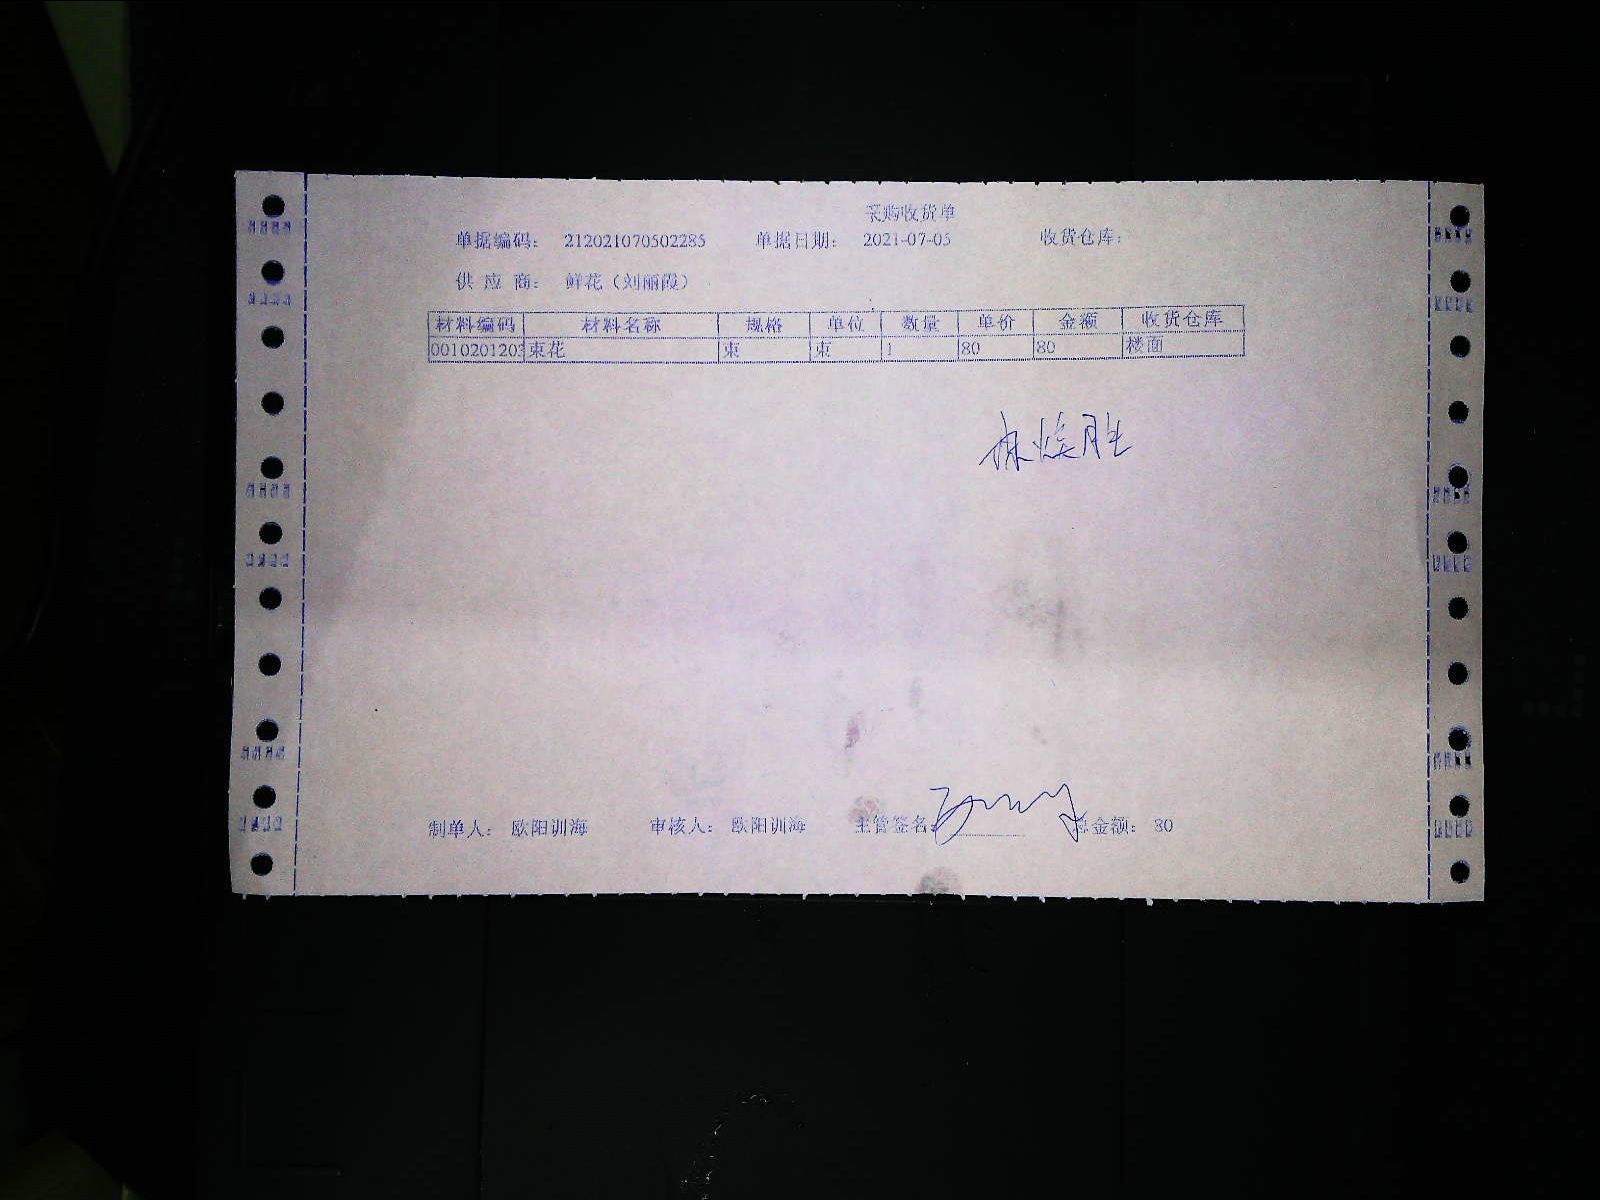 采购收货单
单据编码： 212021070502285 单据日期： 2021-07-05 收货仓库：
供应商： 鲜花（刘丽霞）
材料编码 材料名称 规格 单位 数量 单价 金额 收货仓库
0010201203 束花 束 束 1 80 80 楼面
制单人： 欧阳训海 审核人： 欧阳训海 主管签名 总金额： 80